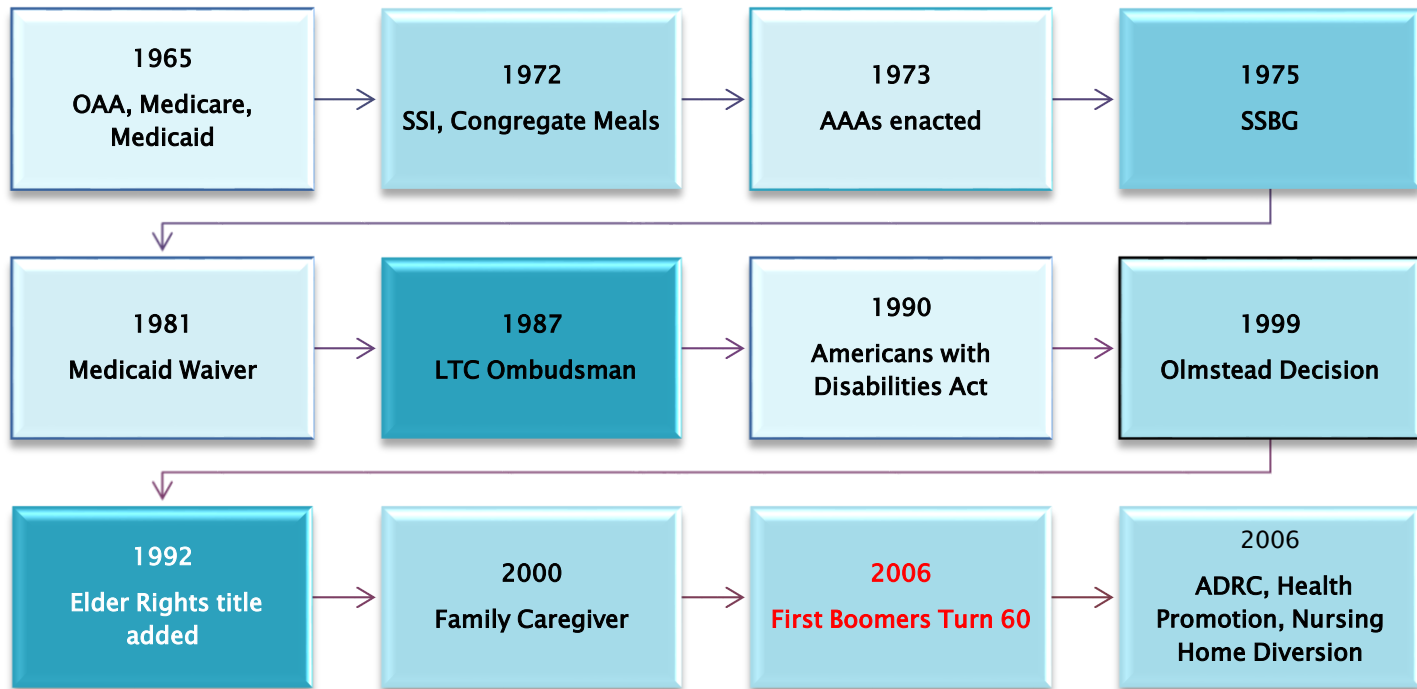 1965
OAA, Medicare,
Medicaid
1972
SSI, Congregate Meals
1973
AAAs enacted
1975
SSBG
1981
Medicaid Waiver
1987
LTC Ombudsman
1990
Americans with
Disabilities Act
1999
Olmstead Decision
1992
Elder Rights title
added
2000
Family Caregiver
2006
First Boomers Turn 60
2006
ADRC, Health
Promotion, Nursing
Home Diversion